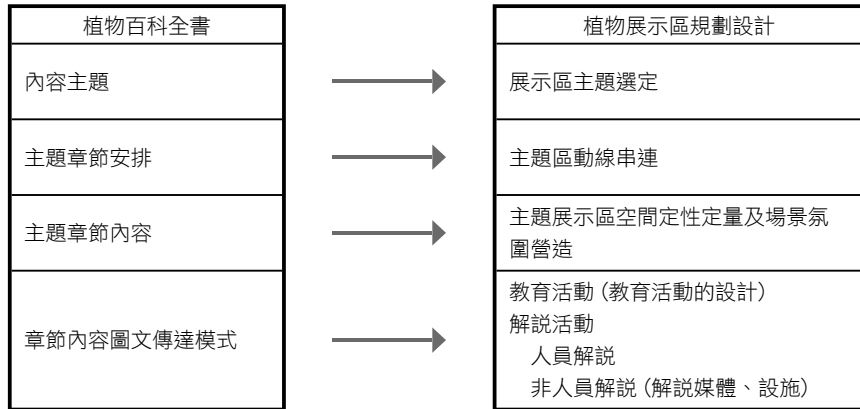 植物百科全書
植物展示區規劃設計
內容主題
展示區主題選定
主題章節安排
主題區動線串連
主題章節內容
主題展示區空間定性定量及場景氛
圍營造
章節內容圖文傳達模式
教育活動 (教育活動的設計)
解說活動
人員解說
非人員解說 (解說媒體、設施)